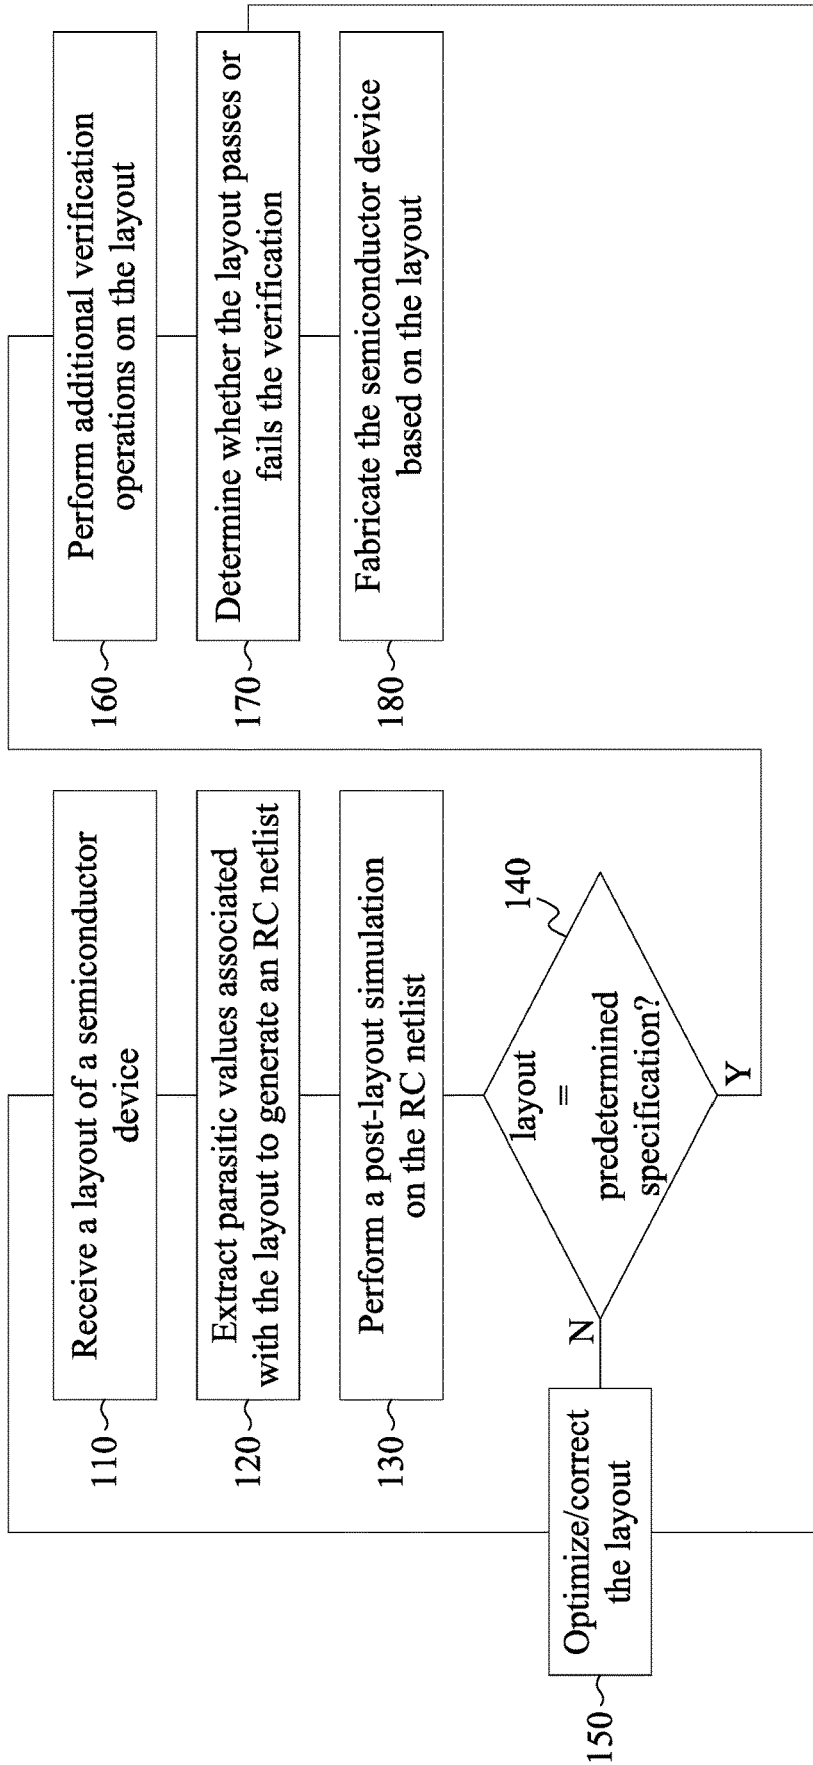 110
Receive a layout of a semiconductor
device
120
Extract parasitic values associated
with the layout to generate an RC netlist
130
Perform a post-layout simulation
on the RC netlist
140
layout
=
predetermined
specification?
N
Y
150
Optimize/correct
the layout
160
Perform additional verification
operations on the layout
170
Determine whether the layout passes or
fails the verification
180
Fabricate the semiconductor device
based on the layout